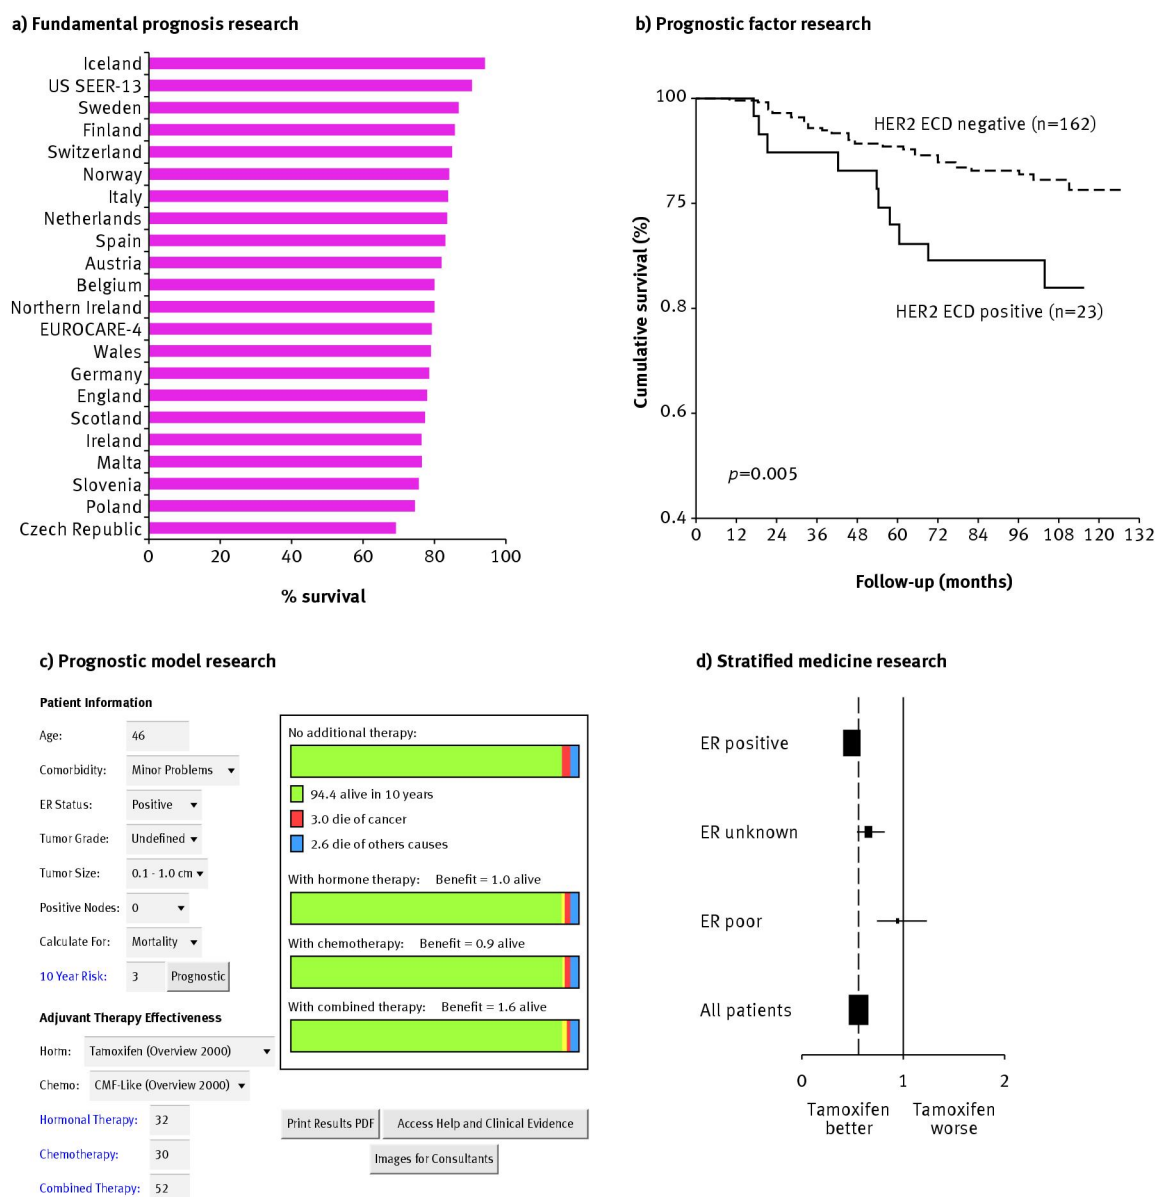 a) Fundamental prognosis research
Iceland
US SEER-13
Sweden
Finland
Switzerland
Norway
Italy
Netherlands
Spain
Austria
Belgium
Northern Ireland
EUROCARE-4
Wales
Germany
England
Scotland
Ireland
Malta
Slovenia
Poland
Czech Republic
0 20 40 60 80 100
% survival
b) Prognostic factor research
Cumulative survival (%)
100
75
0.8
0.6
0.4
HER2 ECD negative (n=162)
HER2 ECD positive (n=23)
p=0.005
0 12 24 36 48 60 72 84 96 108 120 132
Follow-up (months)
c) Prognostic model research
Patient Information
Age: 46
Comorbidity: Minor Problems
ER Status: Positive
Tumor Grade: Undefined
Tumor Size: 0.1 - 1.0 cm
Positive Nodes: 0
Calculate For: Mortality
10 Year Risk: 3 Prognostic
Adjuvant Therapy Effectiveness
Horm: Tamoxifen (Overview 2000)
Chemo: CMF-Like (Overview 2000)
Hormonal Therapy: 32
Chemotherapy: 30
Combined Therapy: 52
No additional therapy:
94.4 alive in 10 years
3.0 die of cancer
2.6 die of others causes
With hormone therapy: Benefit = 1.0 alive
With chemotherapy: Benefit = 0.9 alive
With combined therapy: Benefit = 1.6 alive
Print Results PDF Access Help and Clinical Evidence
Images for Consultants
d) Stratified medicine research
ER positive
ER unknown
ER poor
All patients
0 1 2
Tamoxifen better
Tamoxifen worse